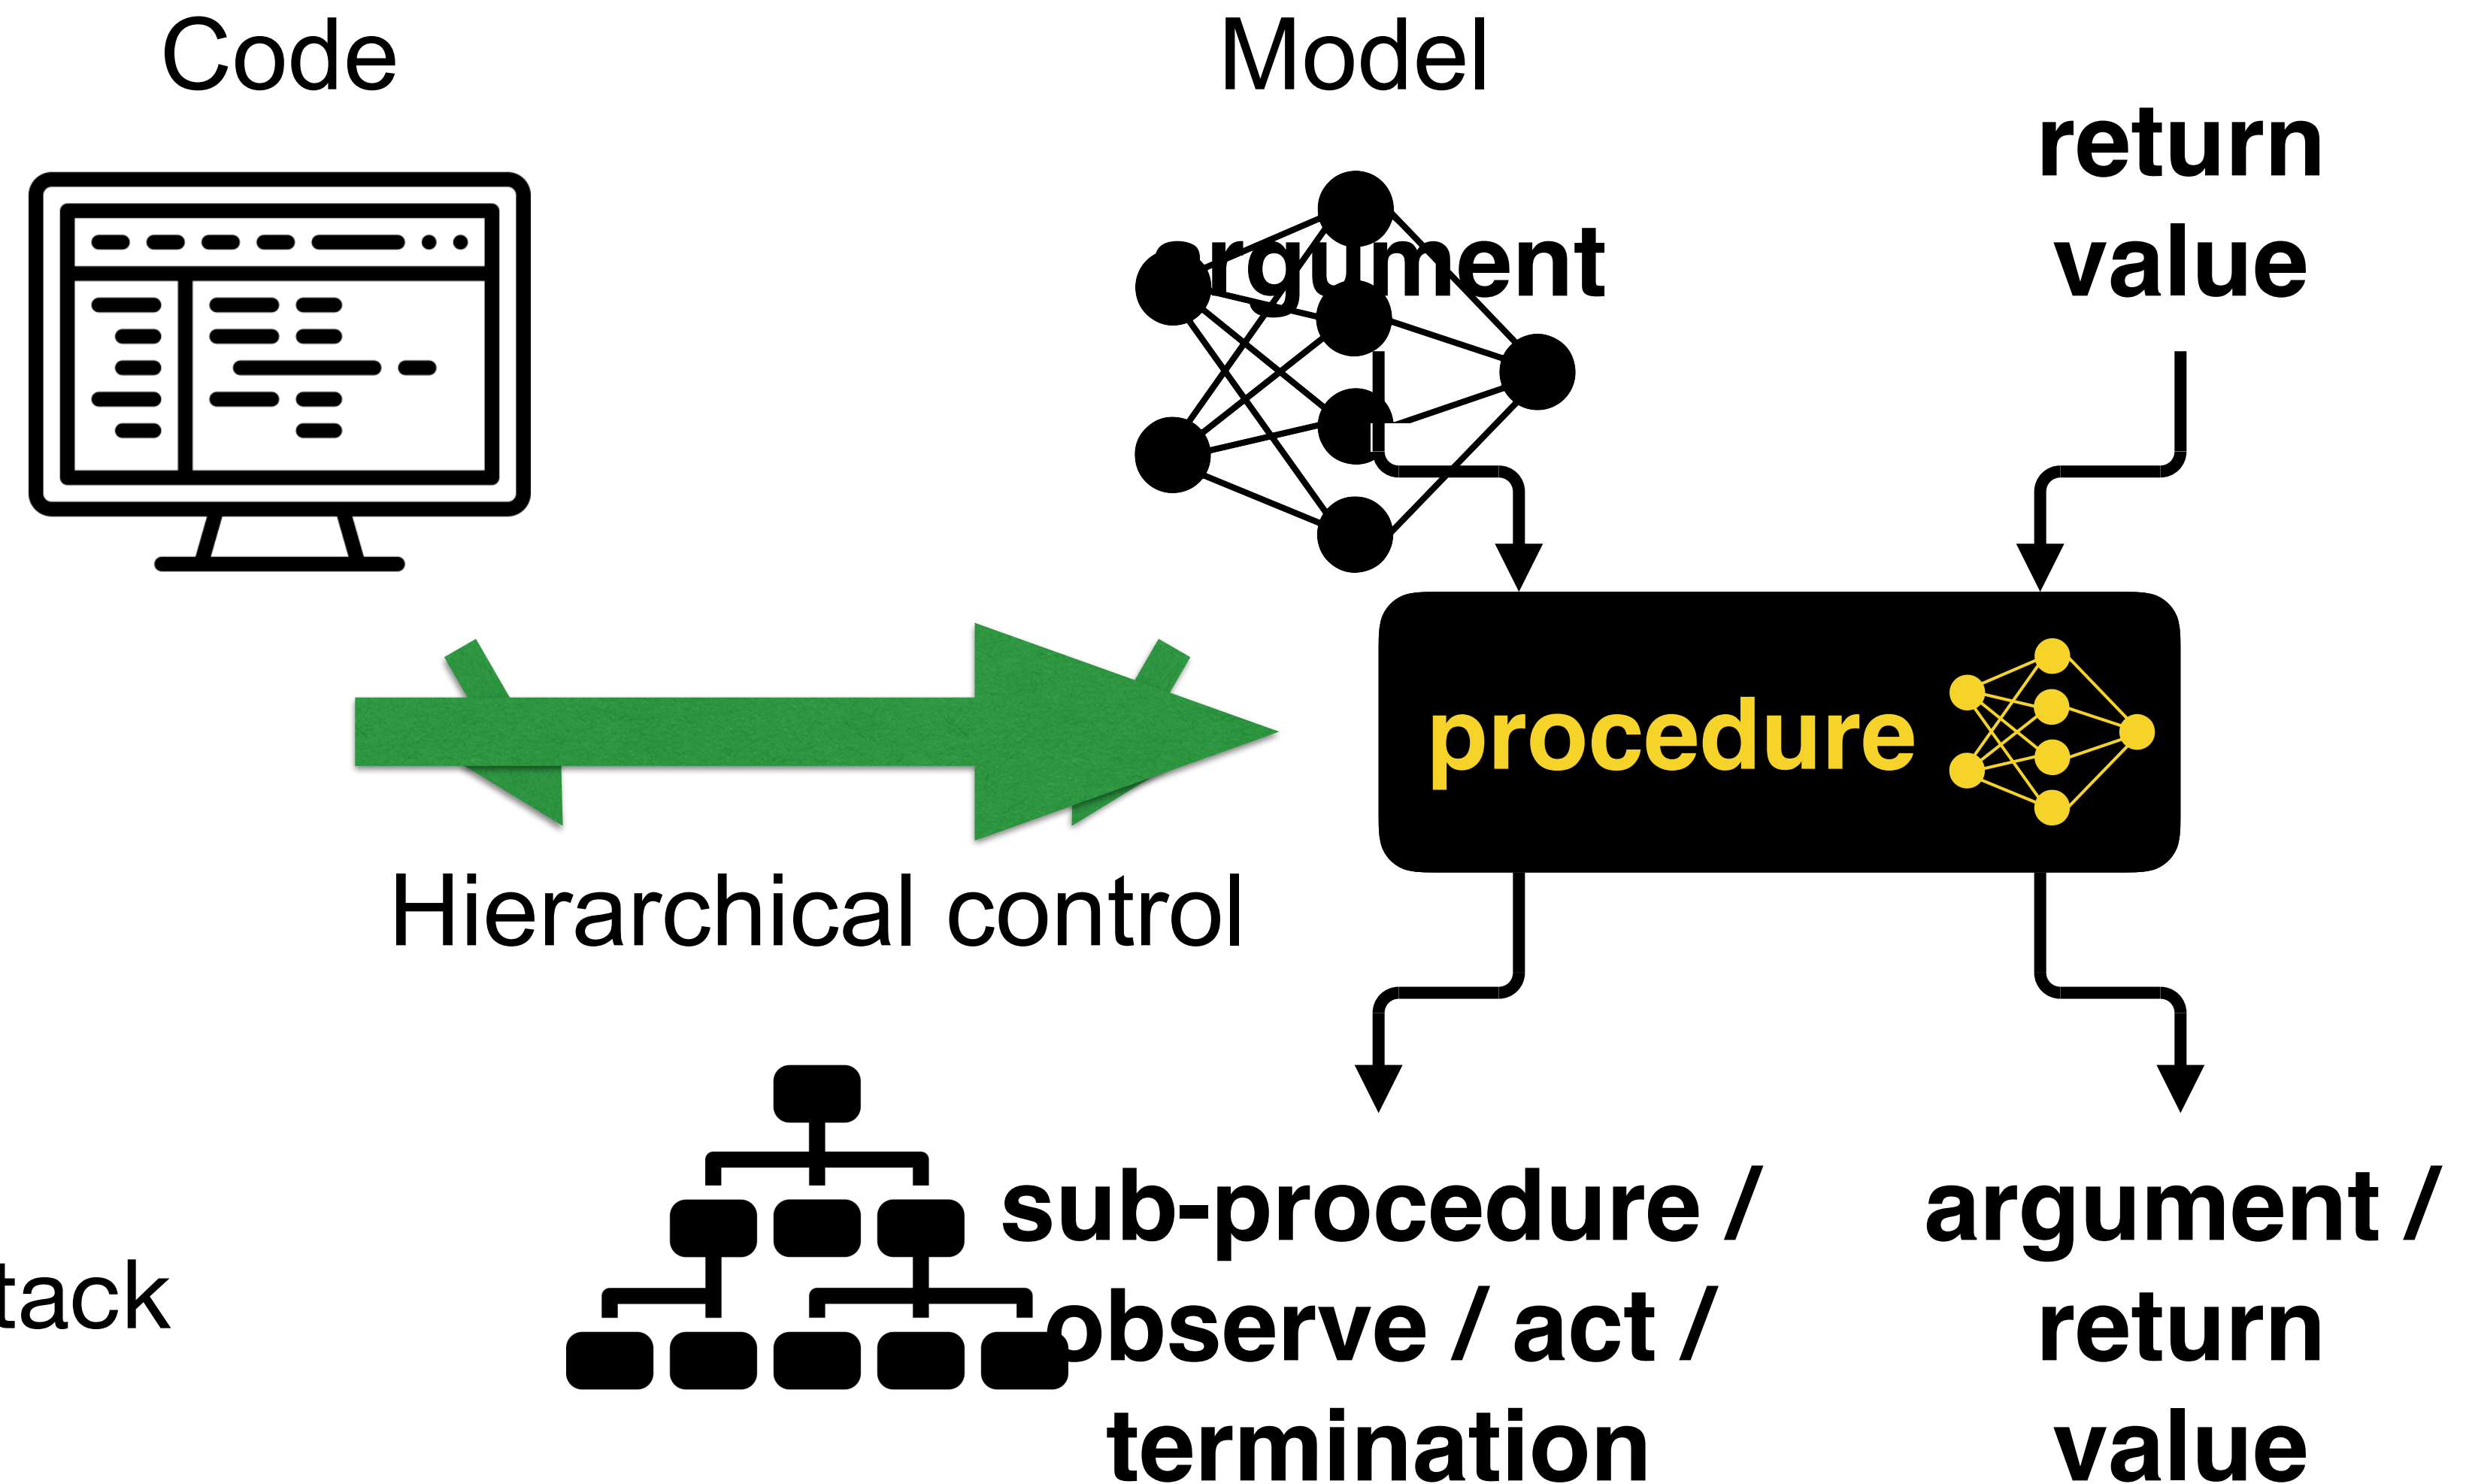 Code
Model
return
value
argument
procedure
Hierarchical control
sub-procedure /
observe / act /
termination
argument /
return
value
tack